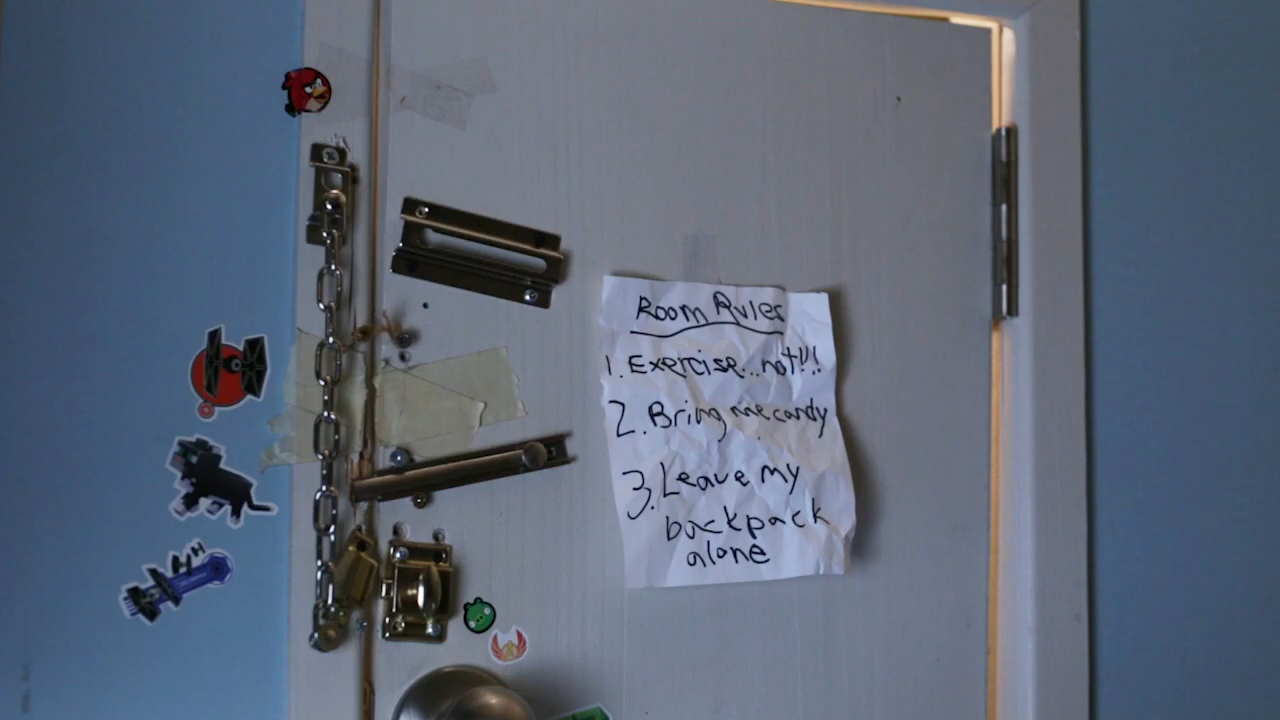 Room Rules
1. Exercise...not!!!
2. Bring me candy
3. Leave my
backpack
alone